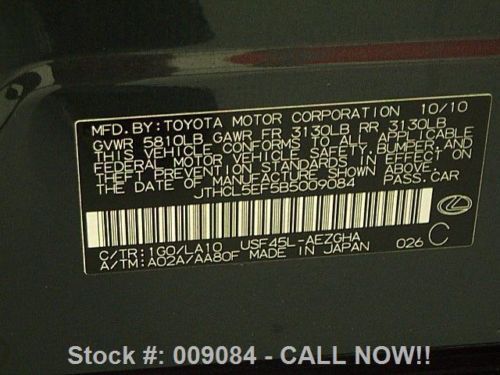 MFD. BY: TOYOTA MOTOR CORPORATION 10/10
GVWR 5810LB GAWR FR 3130LB RR 3130LB
THIS VEHICLE CONFORMS TO ALL APPLICABLE
FEDERAL MOTOR VEHICLE SAFETY, BUMPER, AND
THEFT PREVENTION STANDARDS IN EFFECT ON
THE DATE OF MANUFACTURE SHOWN ABOVE.
JTHCL5EF5B5009084 PASS. CAR
C/TR: 1G0/LA10 USF45L-AEZGHA
A/TM: A02A/AA80F MADE IN JAPAN 026 C
Stock #: 009084 - CALL NOW!!